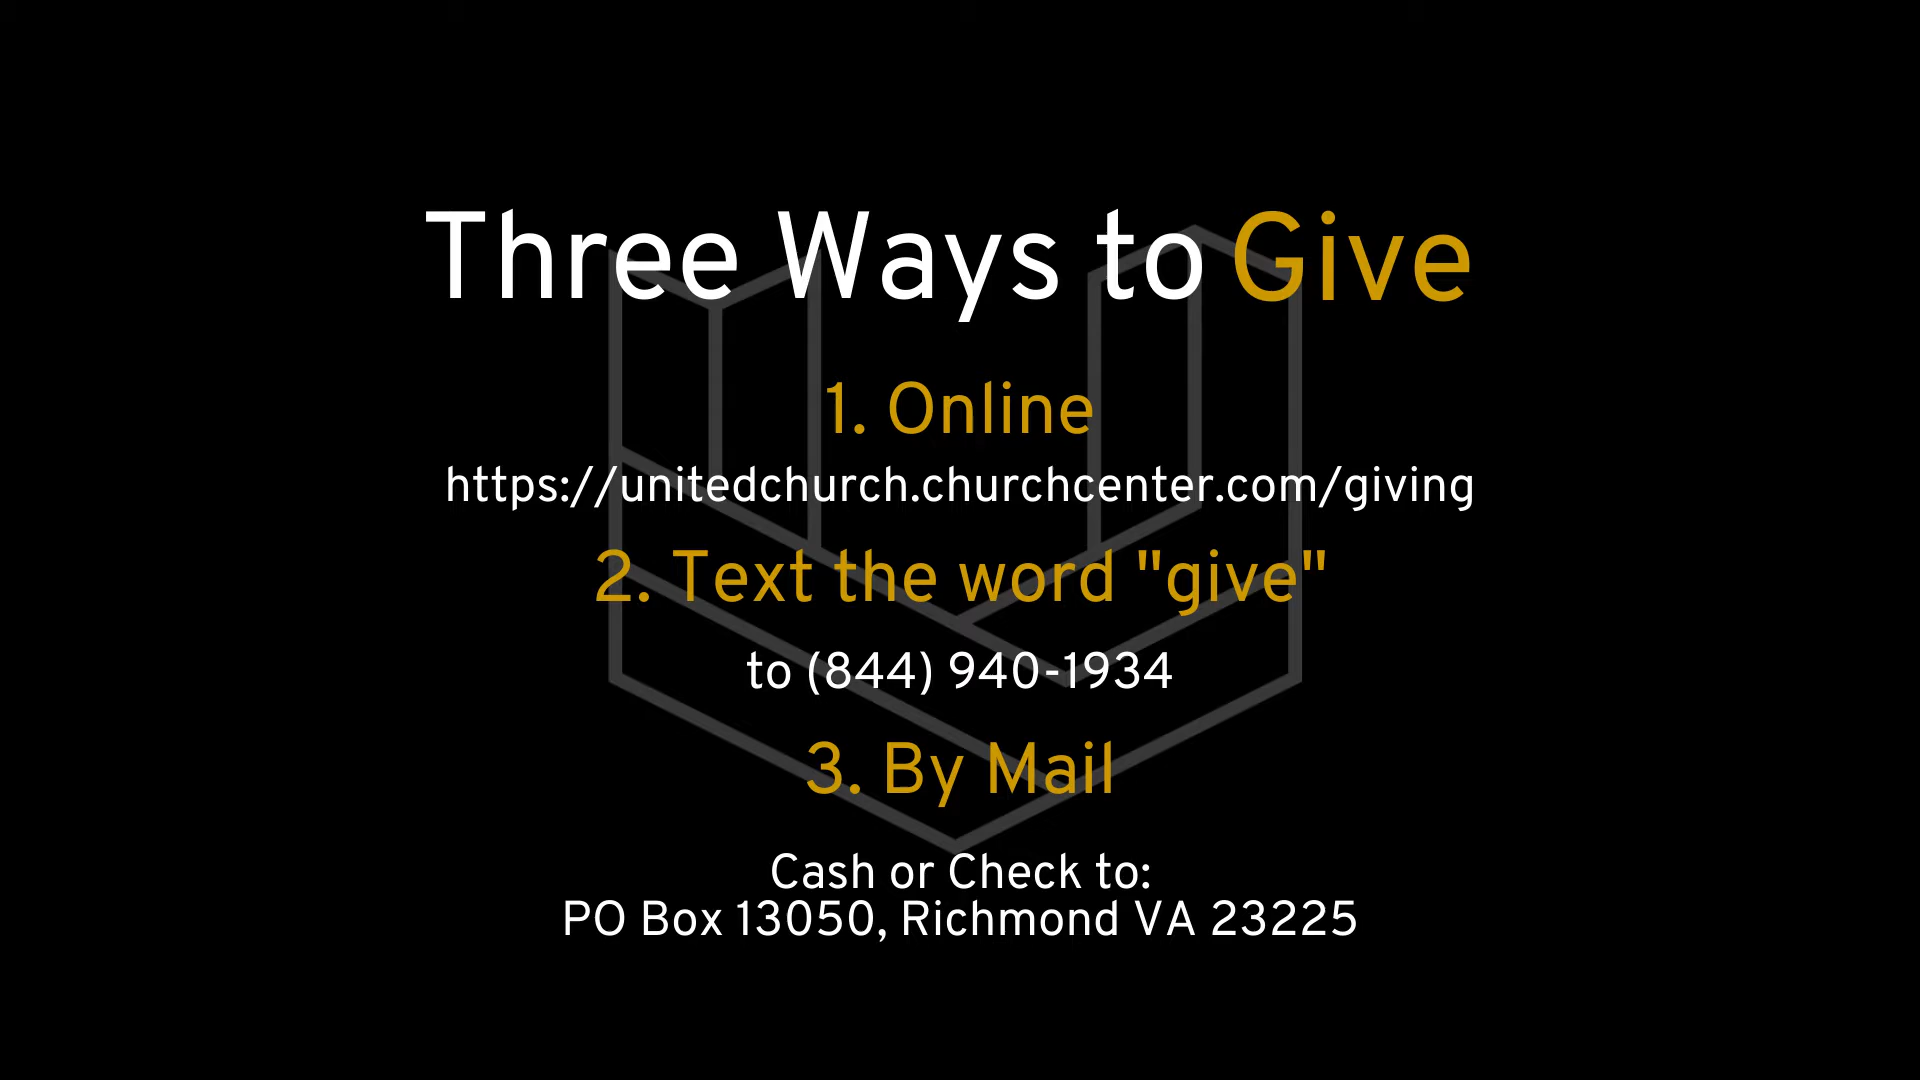 Three Ways to Give
1. Online
https://unitedchurch.churchcenter.com/giving
2. Text the word "give"
to (844) 940-1934
3. By Mail
Cash or Check to:
PO Box 13050, Richmond VA 23225